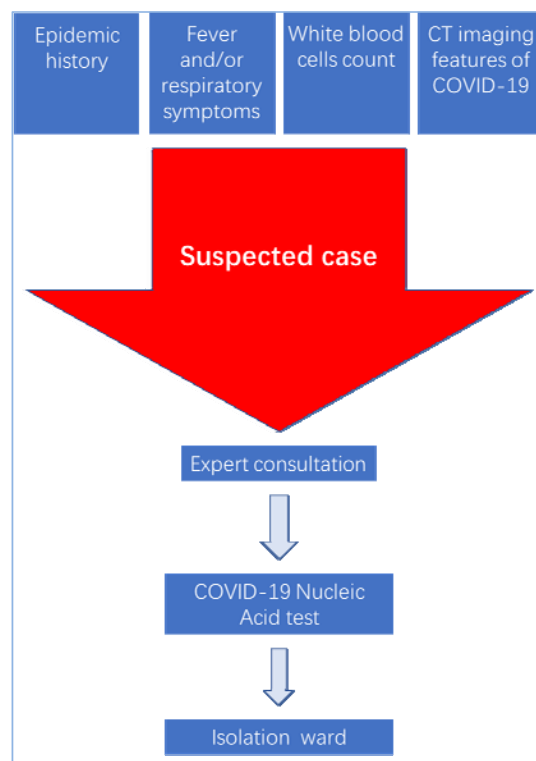 Epidemic
history
Fever
and/or
respiratory
symptoms
White blood
cells count
CT imaging
features of
COVID-19
Suspected case
Expert consultation
COVID-19 Nucleic
Acid test
Isolation ward